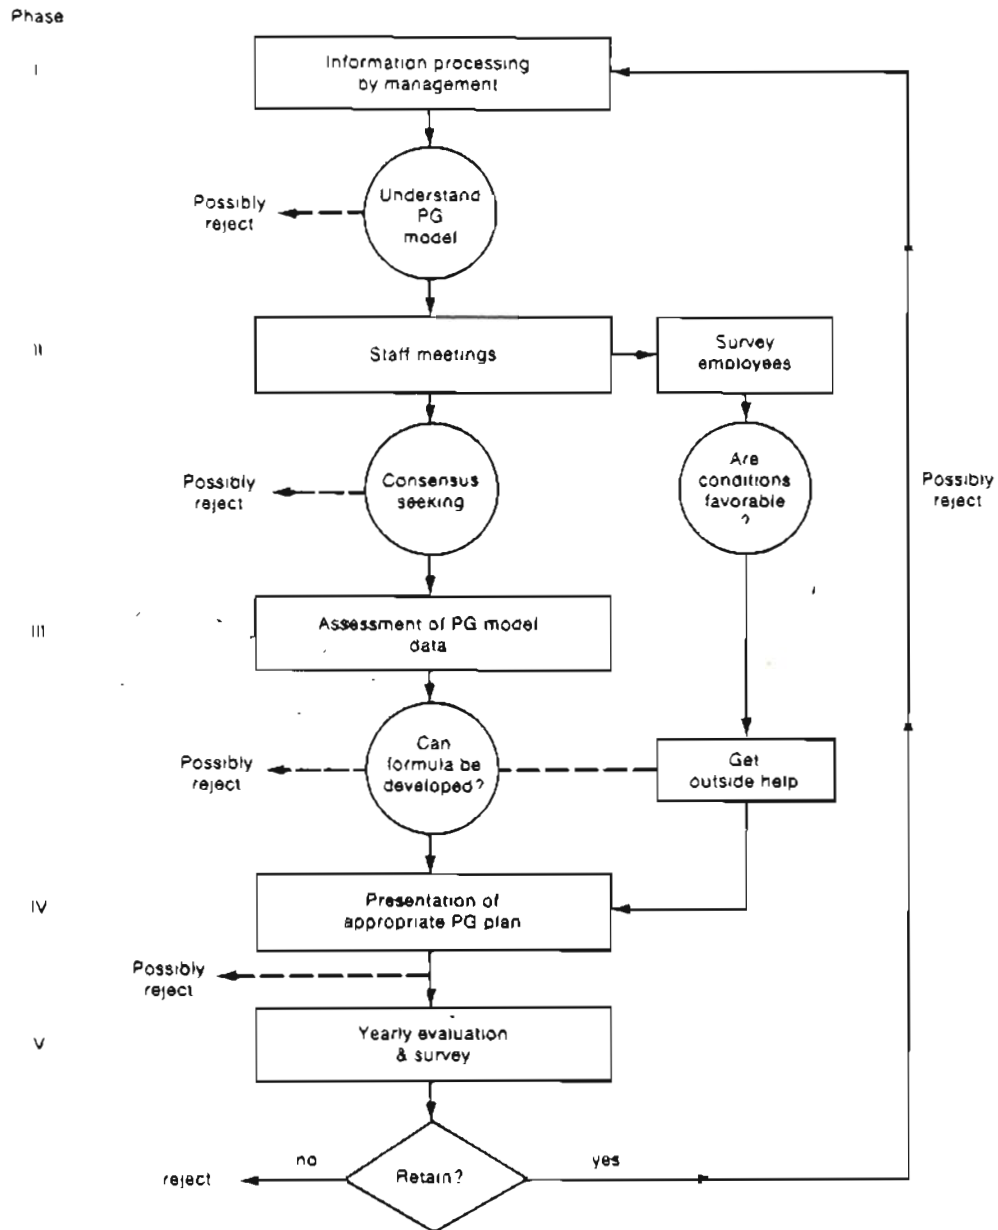 Phase
I
Information processing
by management
Possibly
reject
Understand
PG
model
II
Staff meetings
Survey
employees
Possibly
reject
Consensus
seeking
Are
conditions
favorable
?
Possibly
reject
III
Assessment of PG model
data
Possibly
reject
Can
formula be
developed?
Get
outside help
IV
Presentation of
appropriate PG plan
Possibly
reject
V
Yearly evaluation
& survey
reject
no
Retain?
yes